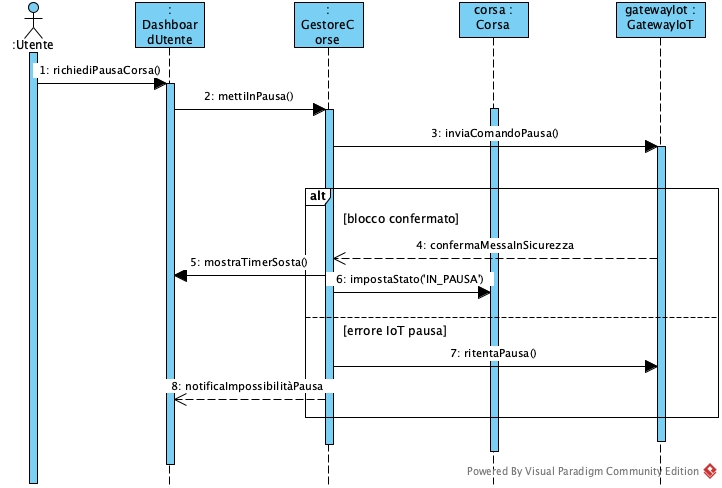 :Utente
:
Dashboar
dUtente
:
GestoreC
orse
corsa :
Corsa
gatewayIot :
GatewayIoT
1: richiediPausaCorsa()
2: mettiInPausa()
3: inviaComandoPausa()
alt
[blocco confermato]
4: confermaMessaInSicurezza
5: mostraTimerSosta()
6: impostaStato("IN_PAUSA")
[errore IoT pausa]
7: ritentaPausa()
8: notificaImpossibilitàPausa
Powered By Visual Paradigm Community Edition